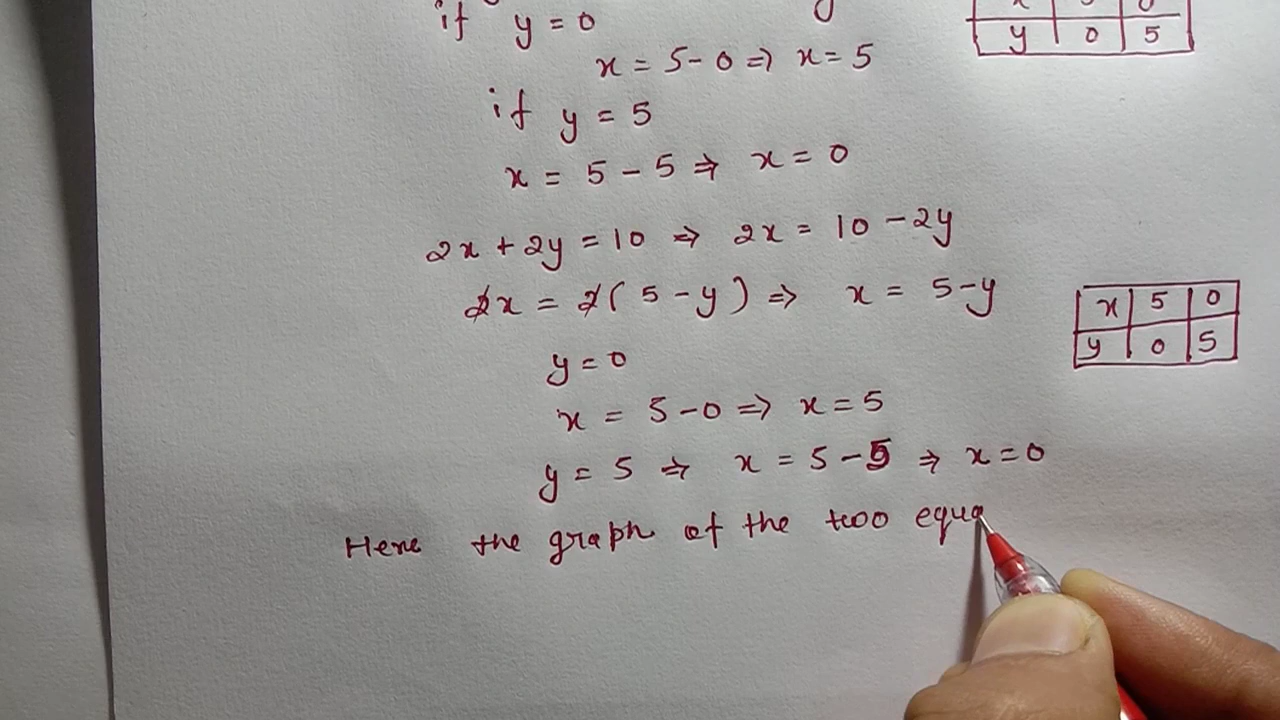 if y = 0
y 0 5
x = 5 - 0 ⇒ x = 5
if y = 5
x = 5 - 5 ⇒ x = 0
2x + 2y = 10 ⇒ 2x = 10 - 2y
2x = 2( 5 - y ) ⇒ x = 5 - y
x 5 0
y 0 5
y = 0
x = 5 - 0 ⇒ x = 5
y = 5 ⇒ x = 5 - 5 ⇒ x = 0
Here the graph of the two equa